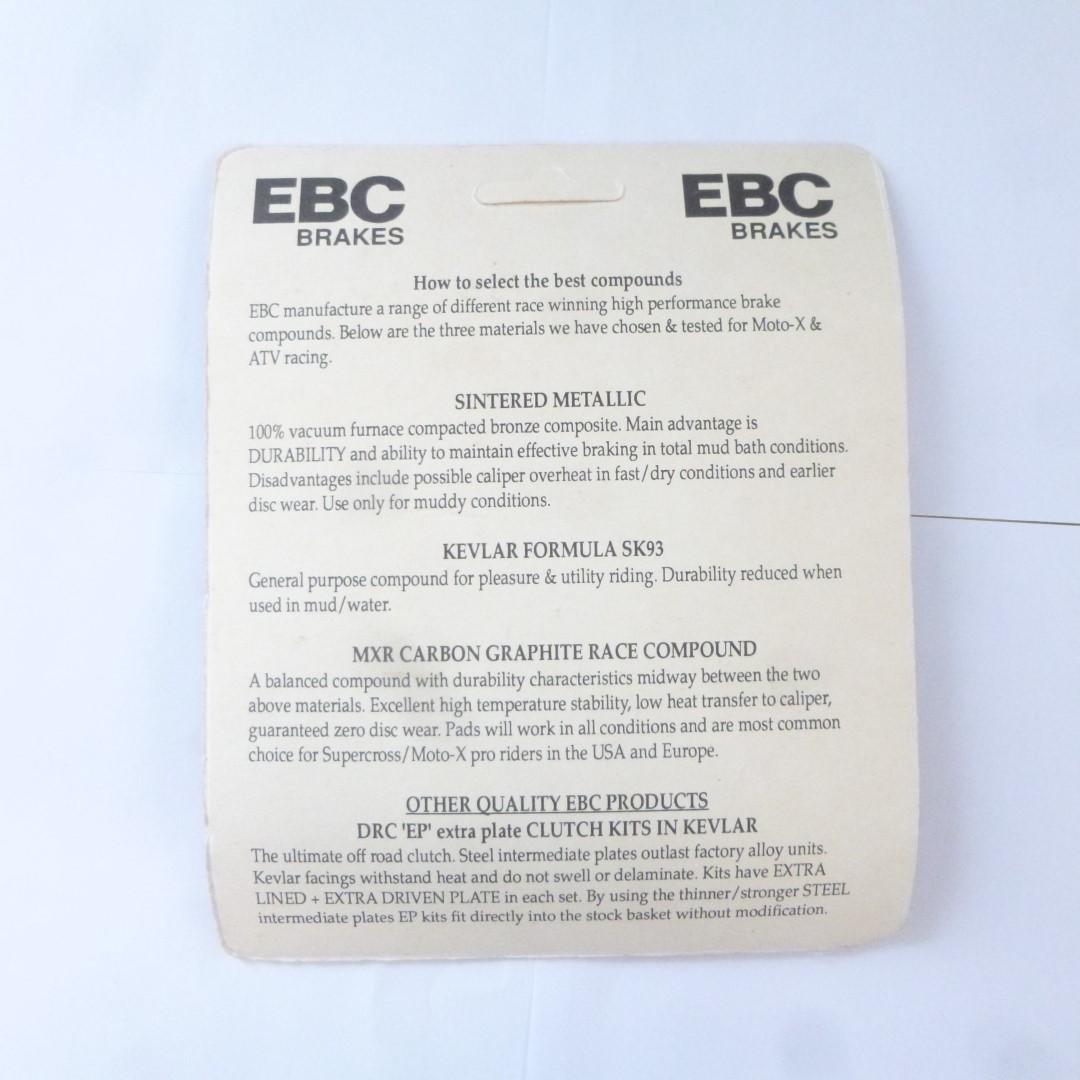 EBC EBC
BRAKES BRAKES
How to select the best compounds
EBC manufacture a range of different race winning high performance brake
compounds. Below are the three materials we have chosen & tested for Moto-X &
ATV racing.
SINTERED METALLIC
100% vacuum furnace compacted bronze composite. Main advantage is
DURABILITY and ability to maintain effective braking in total mud bath conditions.
Disadvantages include possible caliper overheat in fast/dry conditions and earlier
disc wear. Use only for muddy conditions.
KEVLAR FORMULA SK93
General purpose compound for pleasure & utility riding. Durability reduced when
used in mud/water.
MXR CARBON GRAPHITE RACE COMPOUND
A balanced compound with durability characteristics midway between the two
above materials. Excellent high temperature stability, low heat transfer to caliper,
guaranteed zero disc wear. Pads will work in all conditions and are most common
choice for Supercross/Moto-X pro riders in the USA and Europe.
OTHER QUALITY EBC PRODUCTS
DRC 'EP' extra plate CLUTCH KITS IN KEVLAR
The ultimate off road clutch. Steel intermediate plates outlast factory alloy units.
Kevlar facings withstand heat and do not swell or delaminate. Kits have EXTRA
LINED + EXTRA DRIVEN PLATE in each set. By using the thinner/stronger STEEL
intermediate plates EP kits fit directly into the stock basket without modification.